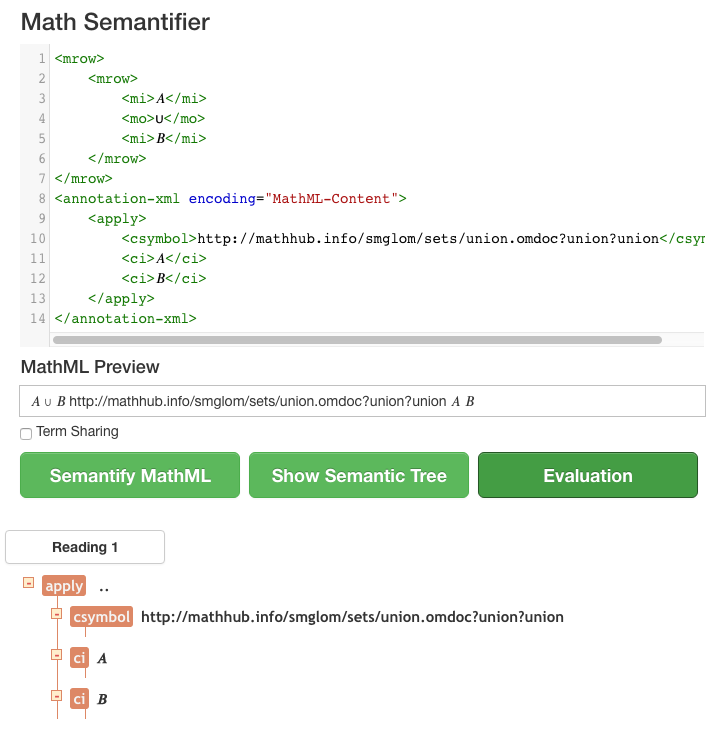 Math Semantifier
1 <mrow>
2     <mrow>
3         <mi>A</mi>
4         <mo>∪</mo>
5         <mi>B</mi>
6     </mrow>
7 </mrow>
8 <annotation-xml encoding="MathML-Content">
9     <apply>
10         <csymbol>http://mathhub.info/smglom/sets/union.omdoc?union?union</csym
11         <ci>A</ci>
12         <ci>B</ci>
13     </apply>
14 </annotation-xml>
MathML Preview
A ∪ B http://mathhub.info/smglom/sets/union.omdoc?union?union A B
Term Sharing
Semantify MathML Show Semantic Tree Evaluation
Reading 1
apply ..
csymbol http://mathhub.info/smglom/sets/union.omdoc?union?union
ci A
ci B